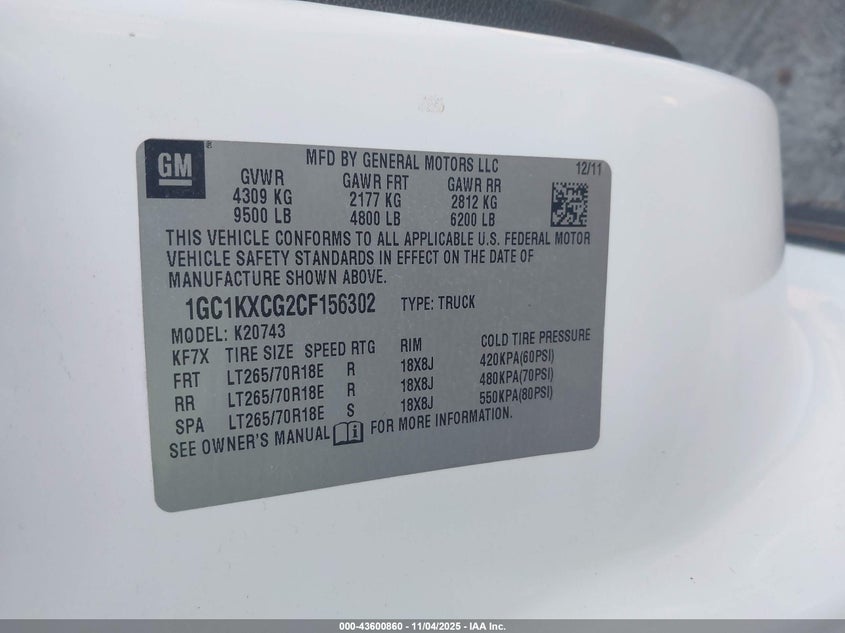 GM
MFD BY GENERAL MOTORS LLC 12/11
GVWR GAWR FRT GAWR RR
4309 KG 2177 KG 2812 KG
9500 LB 4800 LB 6200 LB
THIS VEHICLE CONFORMS TO ALL APPLICABLE U.S. FEDERAL MOTOR
VEHICLE SAFETY STANDARDS IN EFFECT ON THE DATE OF
MANUFACTURE SHOWN ABOVE.
1GC1KXCG2CF156302 TYPE: TRUCK
MODEL: K20743
KF7X TIRE SIZE SPEED RTG RIM COLD TIRE PRESSURE
FRT LT265/70R18E R 18X8J 420KPA(60PSI)
RR LT265/70R18E R 18X8J 480KPA(70PSI)
SPA LT265/70R18E S 18X8J 550KPA(80PSI)
SEE OWNER'S MANUAL i FOR MORE INFORMATION.
000-43600860 - 11/04/2025 - IAA Inc.